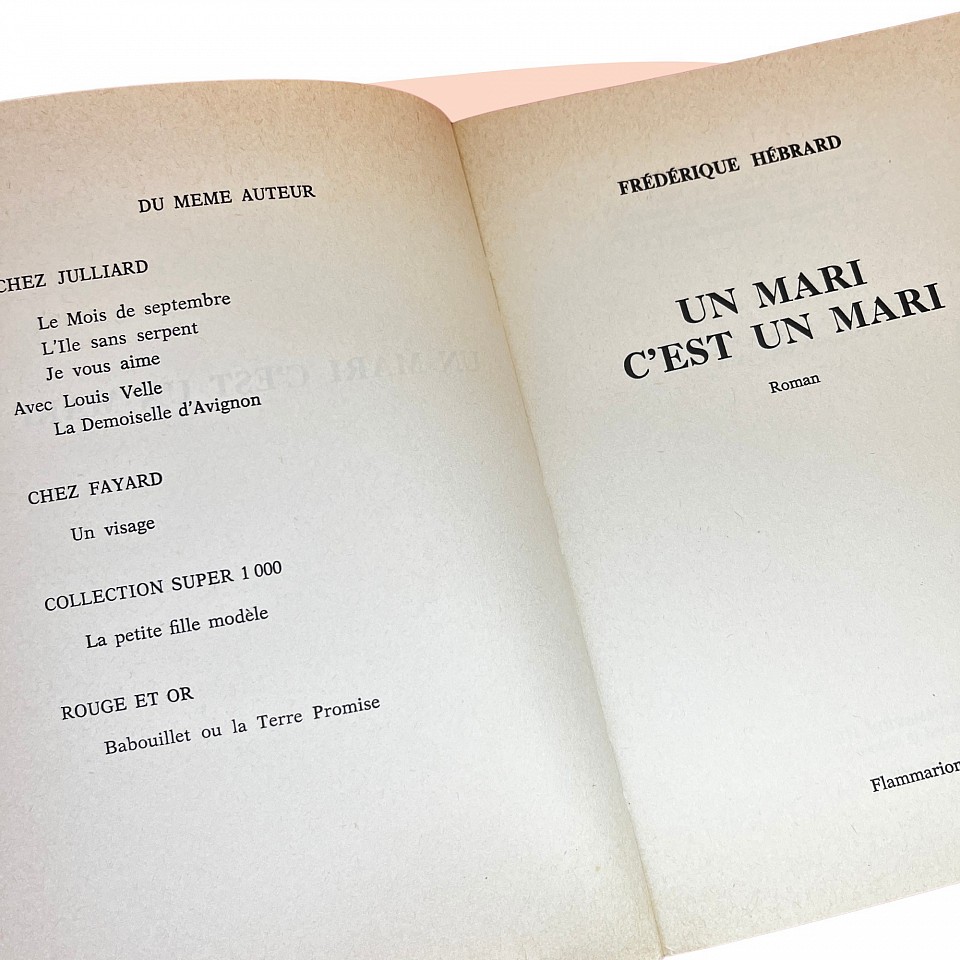 DU MEME AUTEUR
CHEZ JULLIARD
Le Mois de septembre
L'Ile sans serpent
Je vous aime
Avec Louis Velle
La Demoiselle d'Avignon
CHEZ FAYARD
Un visage
COLLECTION SUPER 1 000
La petite fille modèle
ROUGE ET OR
Babouillet ou la Terre Promise
FRÉDÉRIQUE HÉBRARD
UN MARI
C'EST UN MARI
Roman
Flammarion